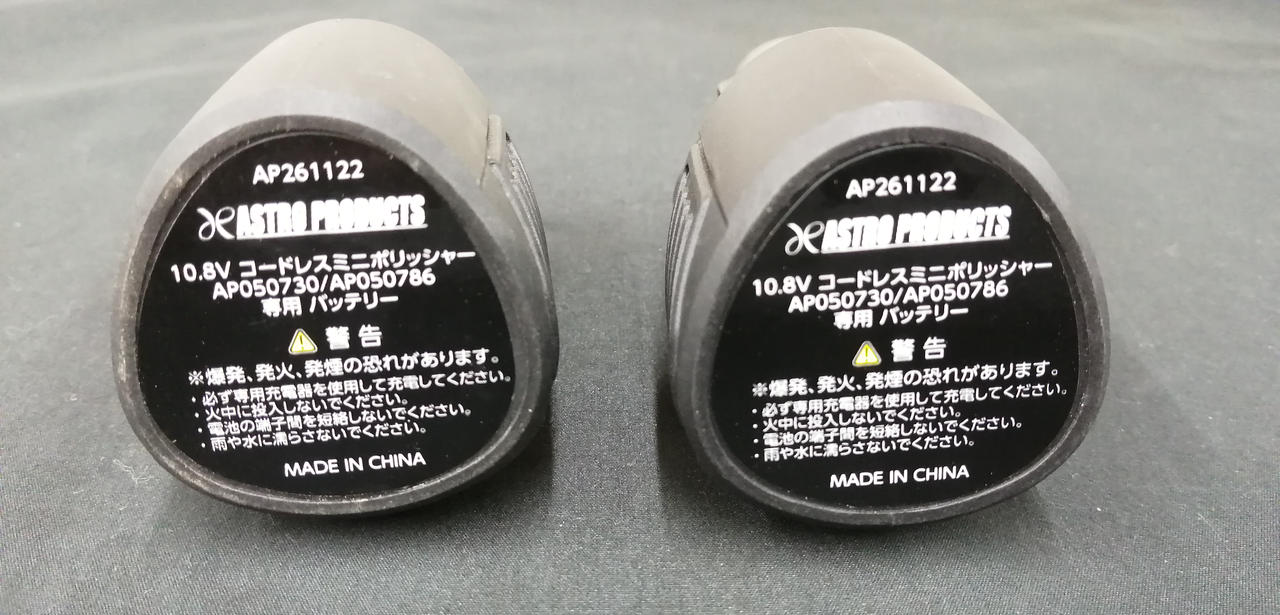 AP261122
ASTRO PRODUCTS
10.8V コードレスミニポリッシャー
AP050730/AP050786
専用 バッテリー
警告
※爆発、発火、発煙の恐れがあります。
・必ず専用充電器を使用して充電してください。
・火中に投入しないでください。
・電池の端子間を短絡しないでください。
・雨や水に濡らさないでください。
MADE IN CHINA
AP261122
ASTRO PRODUCTS
10.8V コードレスミニポリッシャー
AP050730/AP050786
専用 バッテリー
警告
※爆発、発火、発煙の恐れがあります。
・必ず専用充電器を使用して充電してください。
・火中に投入しないでください。
・電池の端子間を短絡しないでください。
・雨や水に濡らさないでください。
MADE IN CHINA